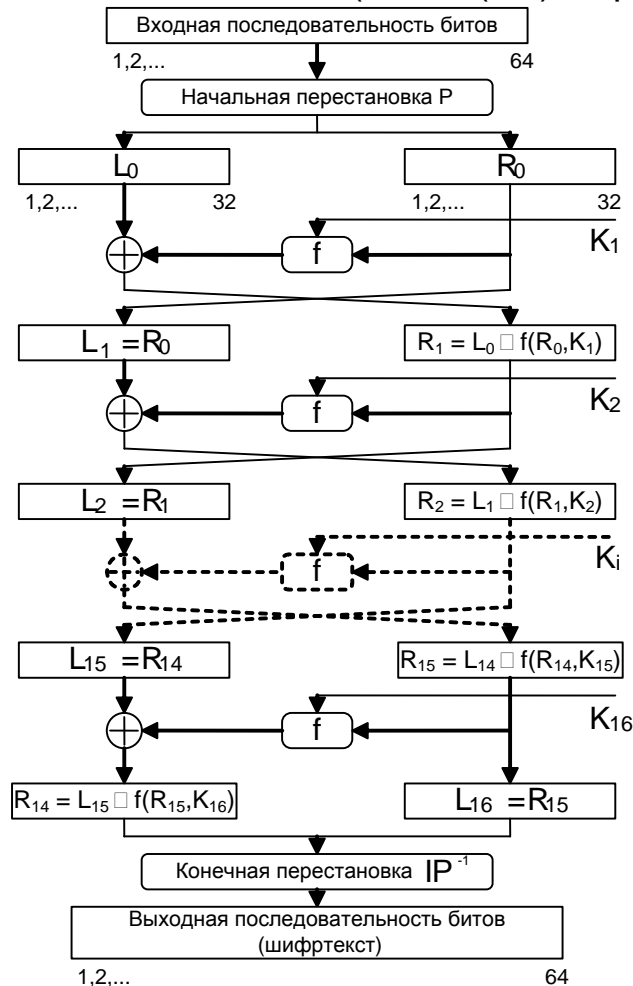 Входная последовательность битов
1,2,... 64
Начальная перестановка P
L0 R0
1,2,... 32 1,2,... 32
K1
f
L1 =R0 R1 = L0 □ f(R0,K1)
K2
f
L2 =R1 R2 = L1 □ f(R1,K2)
Ki
f
L15 =R14 R15 = L14 □ f(R14,K15)
K16
f
R14 = L15 □ f(R15,K16) L16 =R15
Конечная перестановка IP-1
Выходная последовательность битов
(шифртекст)
1,2,... 64